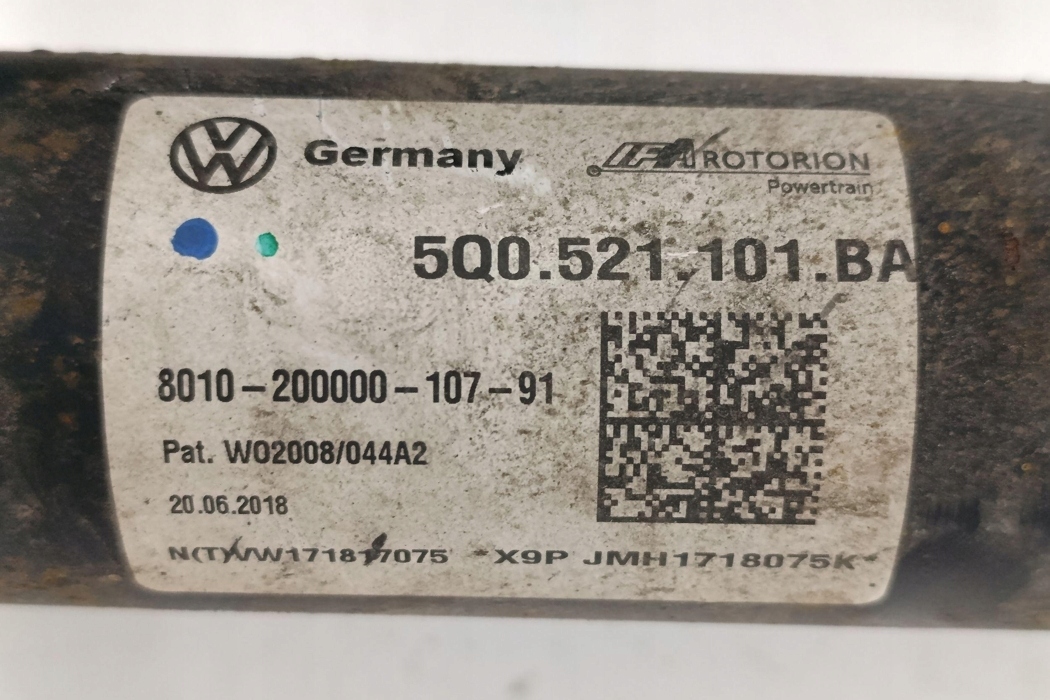 VW Germany IFA ROTORION
Powertrain
5Q0.521.101.BA
8010-200000-107-91
Pat. WO2008/044A2
20.06.2018
*X9P JMH1718075K*